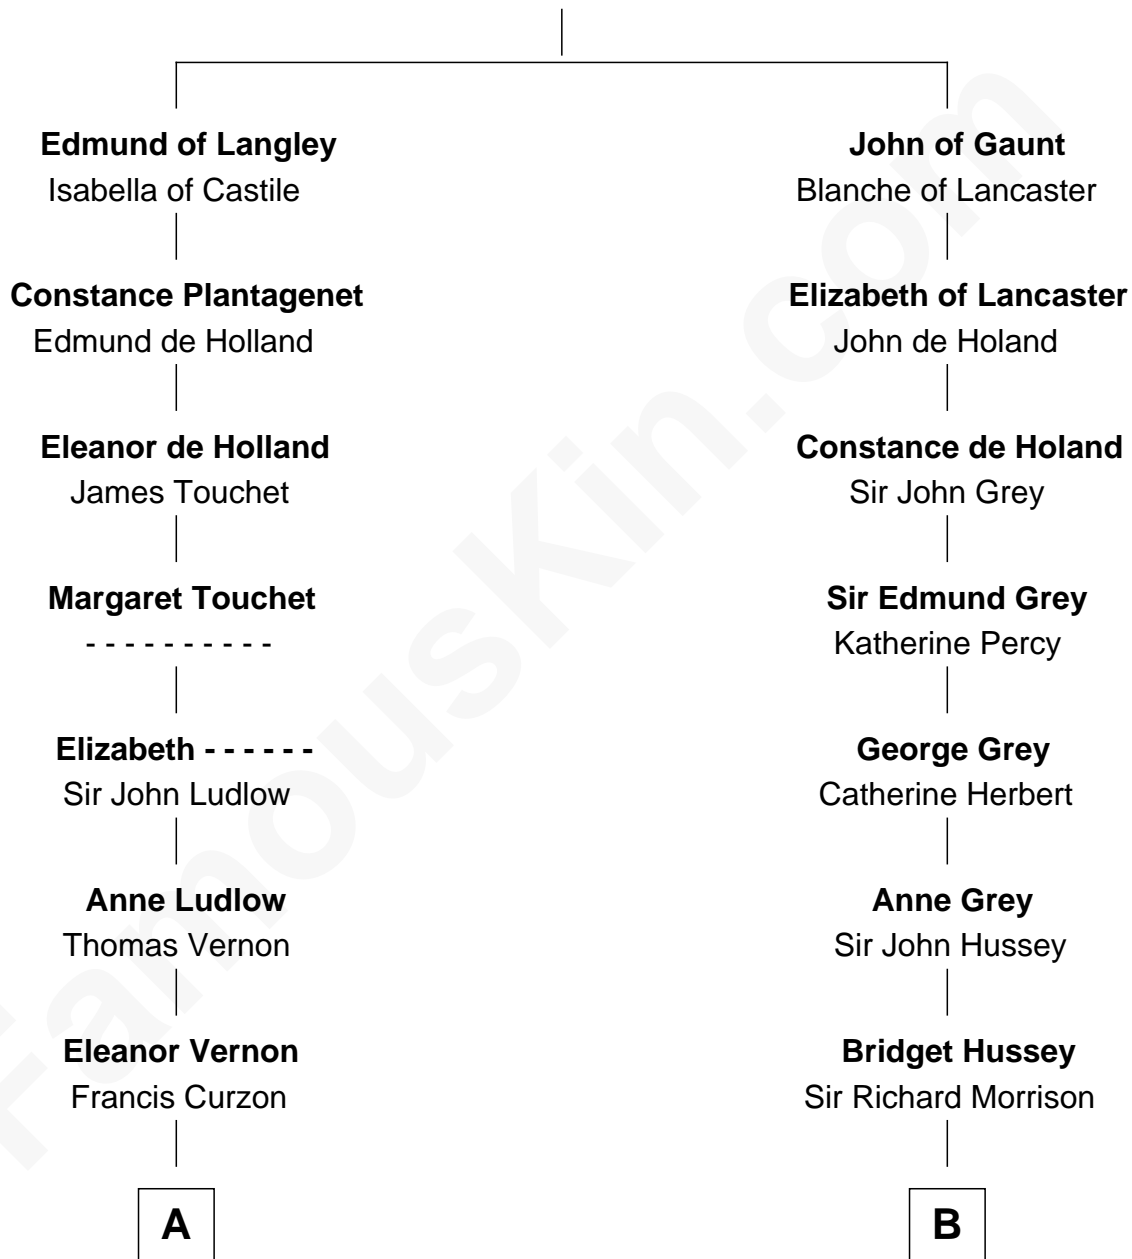 Edmund of Langley
Isabella of Castile
Constance Plantagenet
Edmund de Holland
Eleanor de Holland
James Touchet
Margaret Touchet
- - - - - - - - - -
Elizabeth - - - - - -
Sir John Ludlow
Anne Ludlow
Thomas Vernon
Eleanor Vernon
Francis Curzon
A
John of Gaunt
Blanche of Lancaster
Elizabeth of Lancaster
John de Holand
Constance de Holand
Sir John Grey
Sir Edmund Grey
Katherine Percy
George Grey
Catherine Herbert
Anne Grey
Sir John Hussey
Bridget Hussey
Sir Richard Morrison
B
FamousKin.com